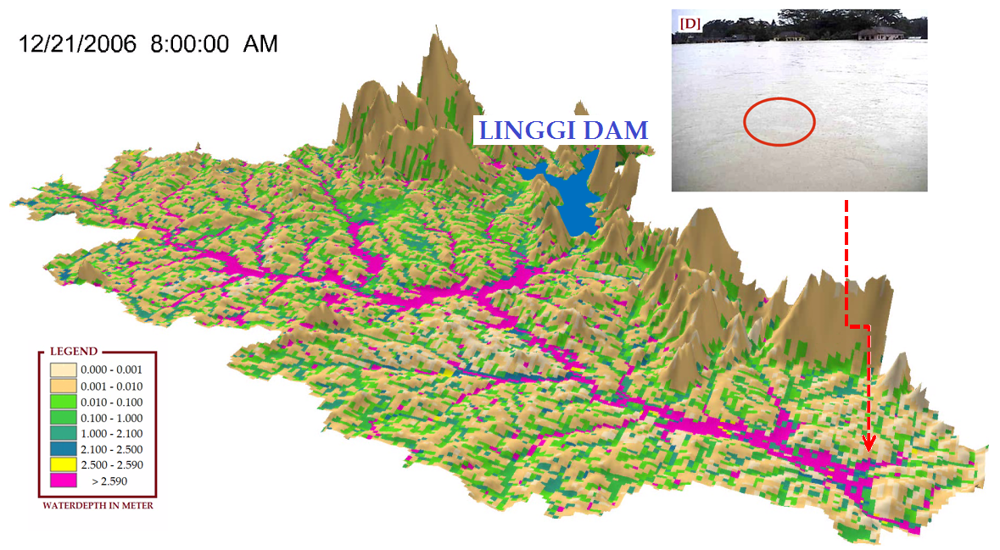 12/21/2006 8:00:00 AM
[D]
LINGGI DAM
LEGEND
0.000 - 0.001
0.001 - 0.010
0.010 - 0.100
0.100 - 1.000
1.000 - 2.100
2.100 - 2.500
2.500 - 2.590
> 2.590
WATERDEPTH IN METER